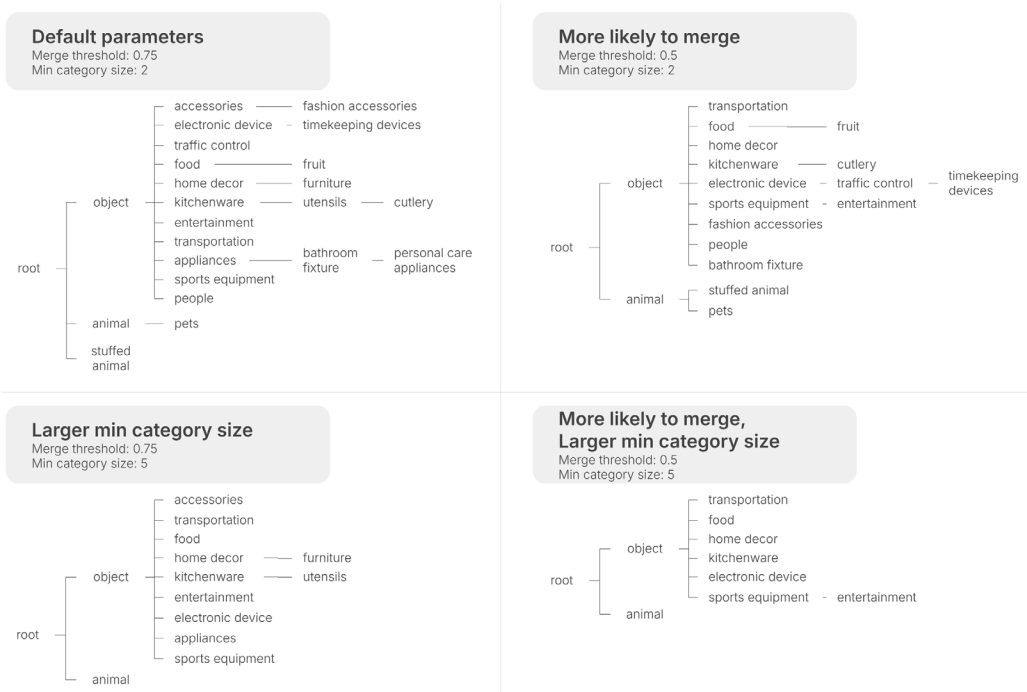 Default parameters
Merge threshold: 0.75
Min category size: 2
accessories fashion accessories
electronic device timekeeping devices
traffic control
food fruit
home decor furniture
object kitchenware utensils cutlery
entertainment
transportation
appliances bathroom fixture personal care appliances
root
sports equipment
people
animal pets
stuffed
animal
More likely to merge
Merge threshold: 0.5
Min category size: 2
transportation
food fruit
home decor
kitchenware cutlery
object electronic device traffic control timekeeping devices
sports equipment entertainment
fashion accessories
root people
bathroom fixture
stuffed animal
animal
pets
Larger min category size
Merge threshold: 0.75
Min category size: 5
accessories
transportation
food
home decor furniture
object kitchenware utensils
entertainment
electronic device
root appliances
sports equipment
animal
More likely to merge,
Larger min category size
Merge threshold: 0.5
Min category size: 5
transportation
food
home decor
object
kitchenware
root electronic device
sports equipment entertainment
animal